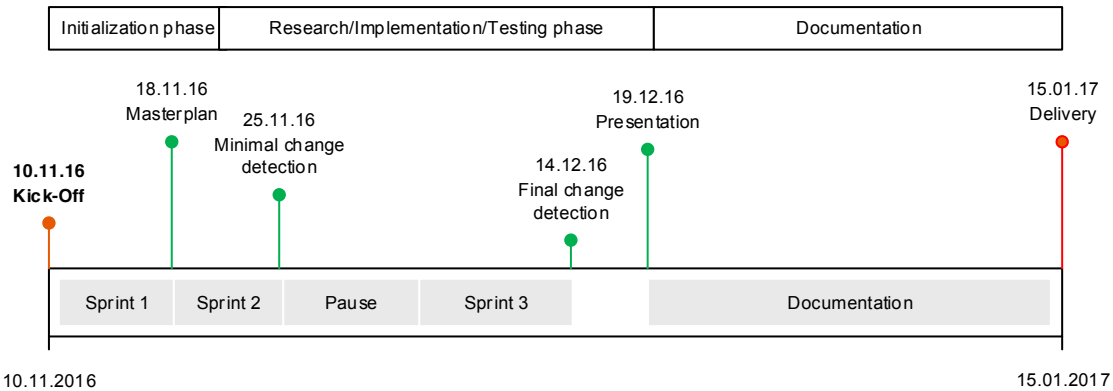 Initialization phase
Research/Implementation/Testing phase
Documentation
18.11.16
Masterplan
25.11.16
Minimal change
detection
10.11.16
Kick-Off
14.12.16
Final change
detection
19.12.16
Presentation
15.01.17
Delivery
Sprint 1
Sprint 2
Pause
Sprint 3
Documentation
10.11.2016
15.01.2017